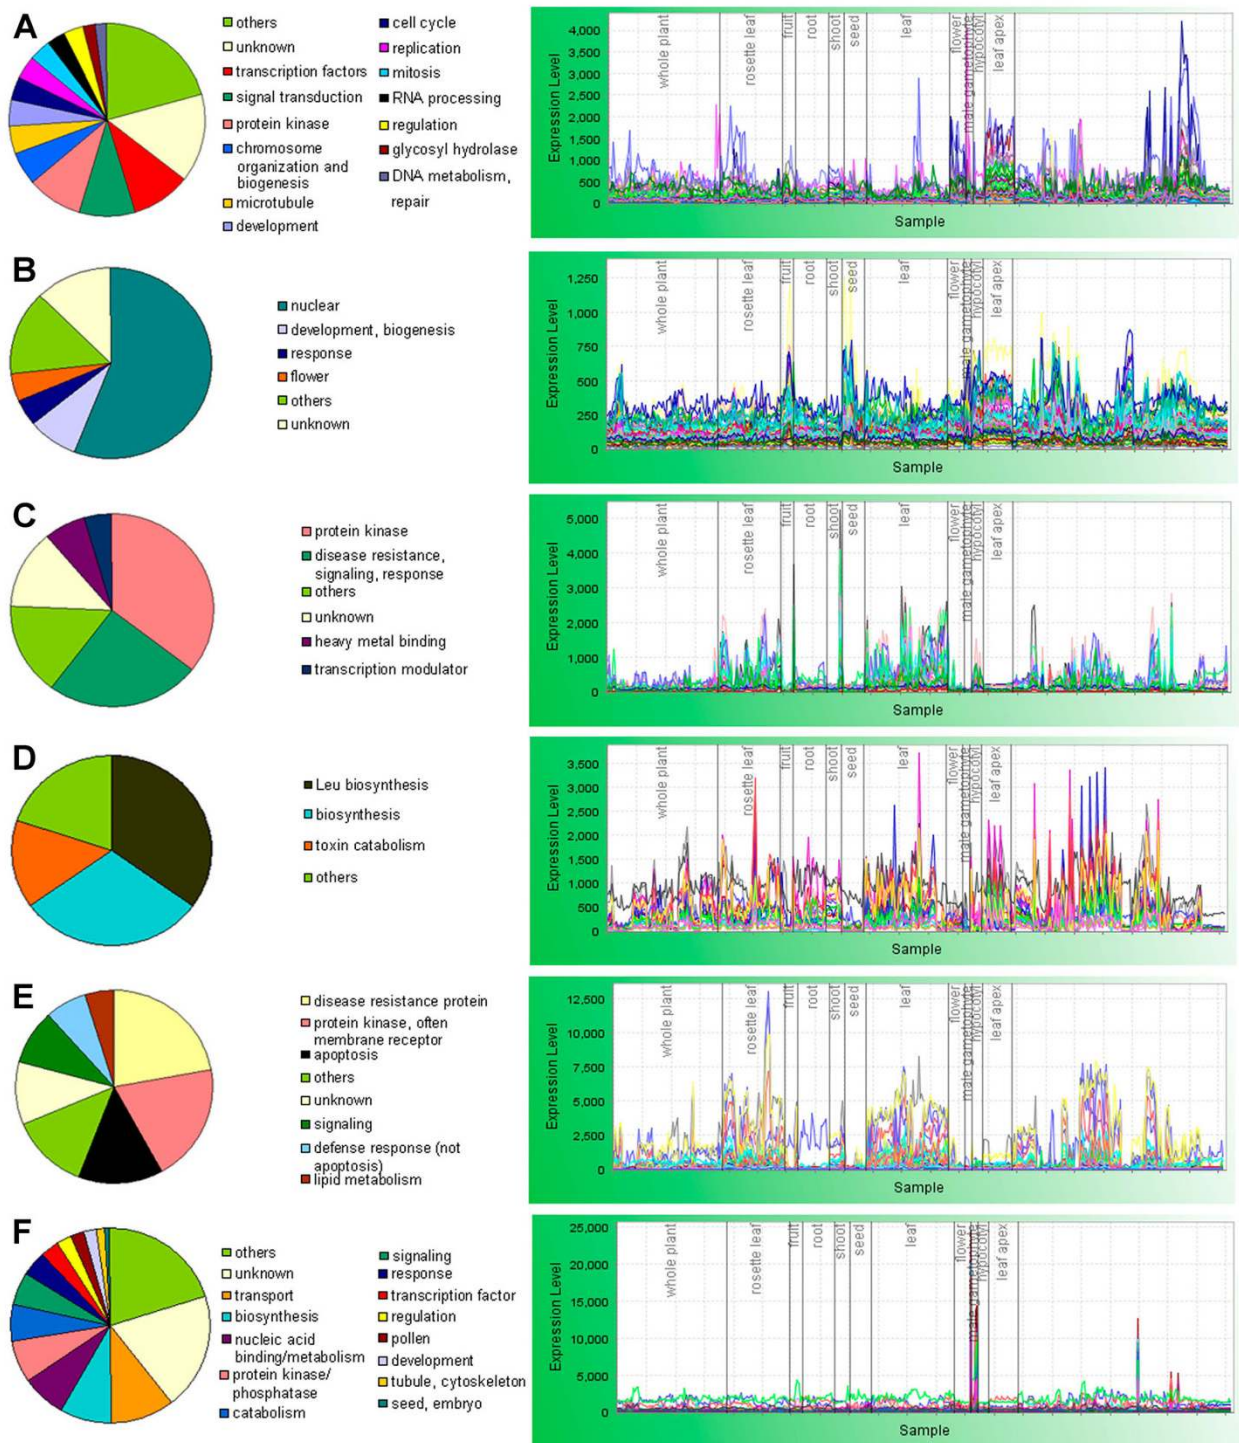 A
others
unknown
transcription factors
signal transduction
protein kinase
chromosome
organization and
biogenesis
microtubule
development
cell cycle
replication
mitosis
RNA processing
regulation
glycosyl hydrolase
DNA metabolism,
repair
Expression Level
4,000
3,500
3,000
2,500
2,000
1,500
1,000
500
0
whole plant
rosette leaf
fruit
root
shoot
seed
leaf
flower
male gametophyte
hypocotyl
leaf apex
Sample
B
nuclear
development, biogenesis
response
flower
others
unknown
Expression Level
1,250
1,000
750
500
250
0
whole plant
rosette leaf
fruit
root
shoot
seed
leaf
flower
male gametophyte
hypocotyl
leaf apex
Sample
C
protein kinase
disease resistance,
signaling, response
others
unknown
heavy metal binding
transcription modulator
Expression Level
5,000
4,000
3,000
2,000
1,000
0
whole plant
rosette leaf
fruit
root
shoot
seed
leaf
flower
male gametophyte
hypocotyl
leaf apex
Sample
D
Leu biosynthesis
biosynthesis
toxin catabolism
others
Expression Level
3,500
3,000
2,500
2,000
1,500
1,000
500
0
whole plant
rosette leaf
fruit
root
shoot
seed
leaf
flower
male gametophyte
hypocotyl
leaf apex
Sample
E
disease resistance protein
protein kinase, often
membrane receptor
apoptosis
others
unknown
signaling
defense response (not
apoptosis)
lipid metabolism
Expression Level
12,500
10,000
7,500
5,000
2,500
0
whole plant
rosette leaf
fruit
root
shoot
seed
leaf
flower
male gametophyte
hypocotyl
leaf apex
Sample
F
others
unknown
transport
biosynthesis
nucleic acid
binding/metabolism
protein kinase/
phosphatase
catabolism
signaling
response
transcription factor
regulation
pollen
development
tubule, cytoskeleton
seed, embryo
Expression Level
25,000
20,000
15,000
10,000
5,000
0
whole plant
rosette leaf
fruit
root
shoot
seed
leaf
flower
male gametophyte
hypocotyl
leaf apex
Sample